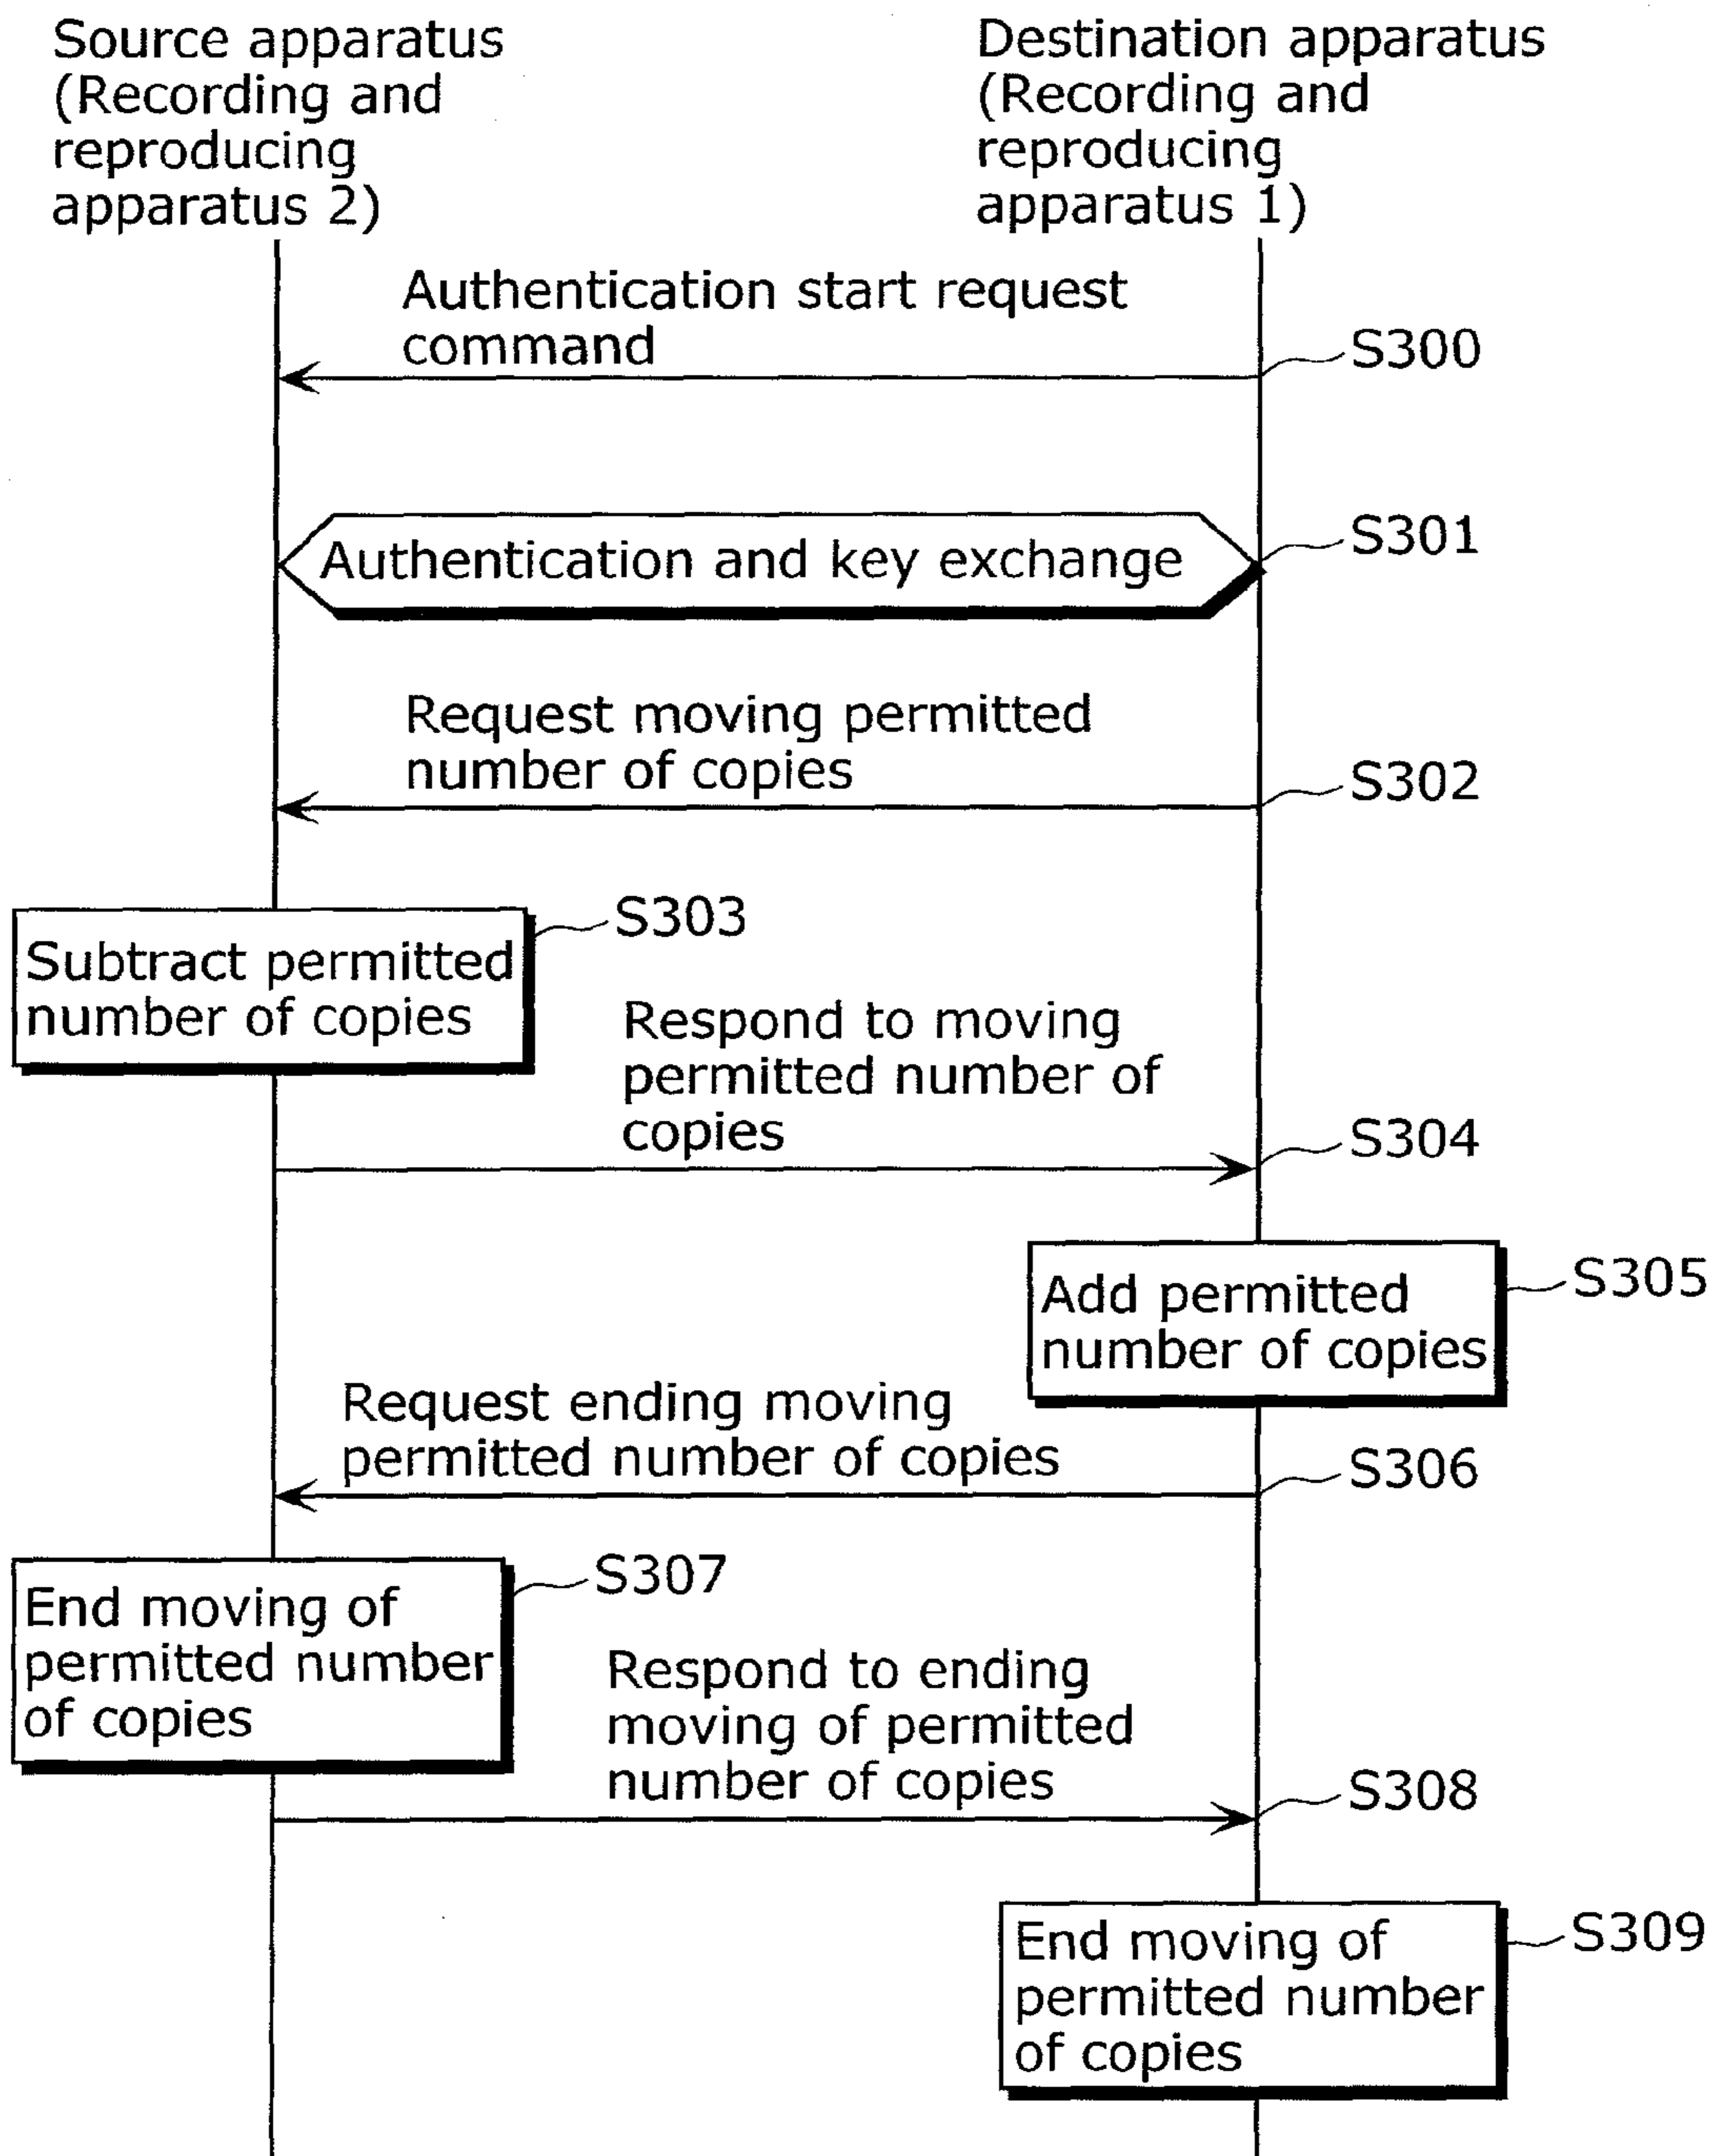 Source apparatus
(Recording and
reproducing
apparatus 2)
Destination apparatus
(Recording and
reproducing
apparatus 1)
Authentication start request
command
S300
Authentication and key exchange
S301
Request moving permitted
number of copies
S302
Subtract permitted
number of copies
S303
Respond to moving
permitted number of
copies
S304
Add permitted
number of copies
S305
Request ending moving
permitted number of copies
S306
End moving of
permitted number
of copies
S307
Respond to ending
moving of permitted
number of copies
S308
End moving of
permitted number
of copies
S309